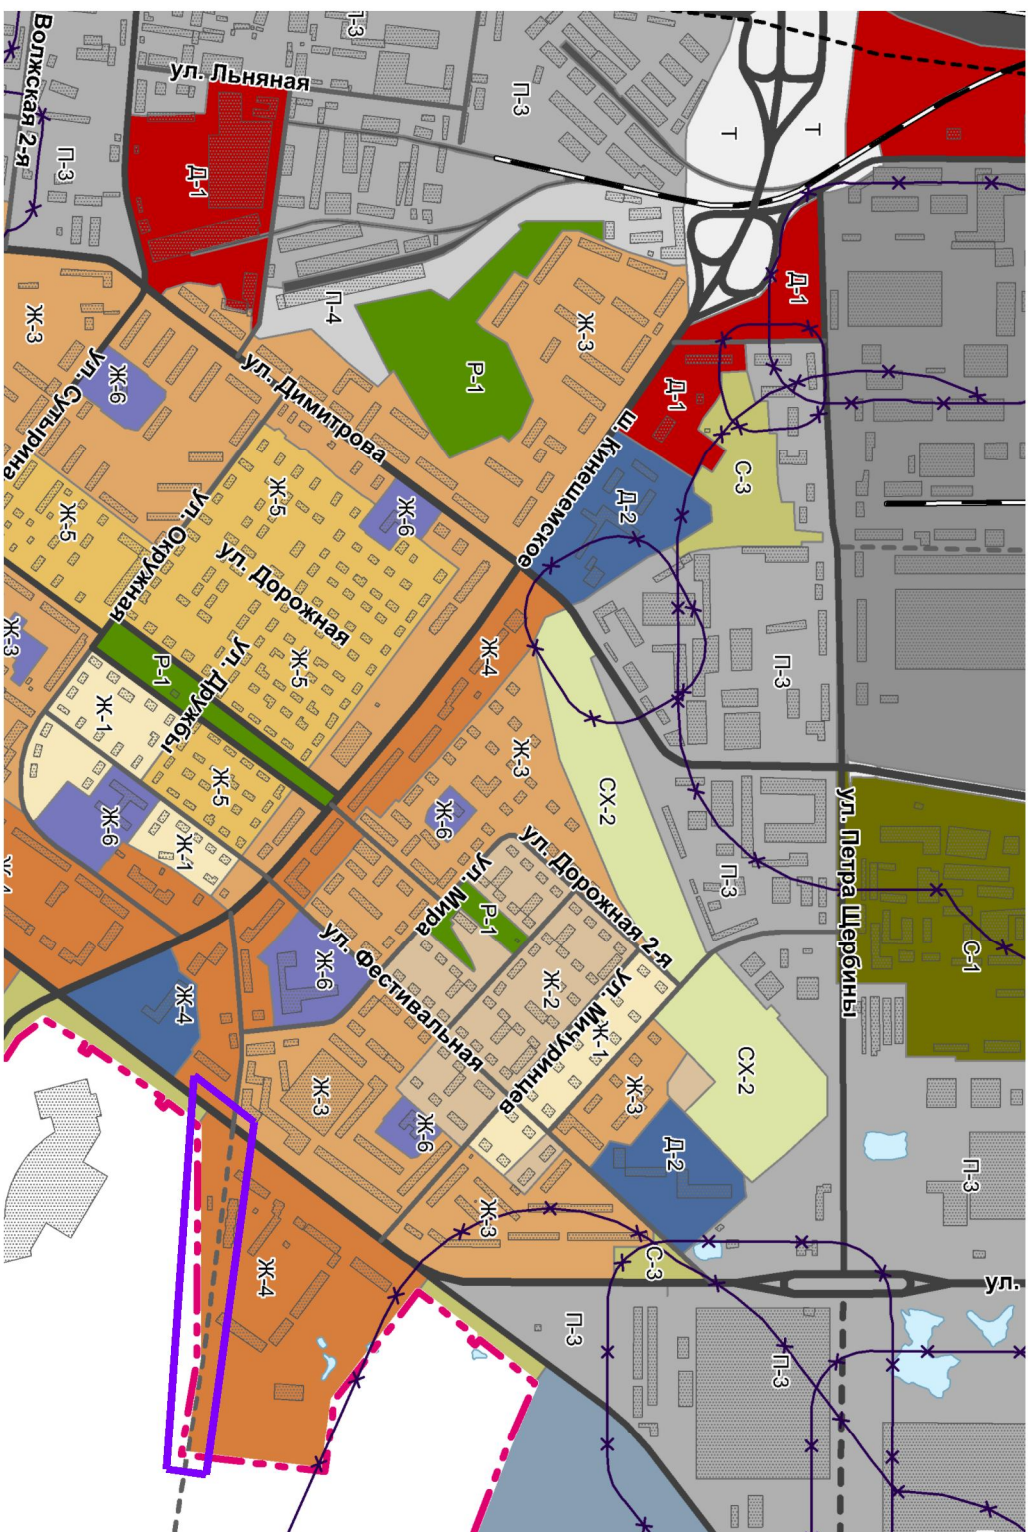 П-3
ул. Льняная
П-3
Волжская 2-я
П-3
Т
Т
Д-1
Д-1
П-4
Ж-3
Ж-3
Р-1
Д-1
Ж-6
ул. Сутырина
ул. Димитрова
С-3
ш. Кинешемское
Д-2
Ж-5
Ж-6
Ж-5
ул. Окружная
ул. Дорожная
Ж-3
Ж-5
Ж-4
Р-1
ул. Дружбы
П-3
Ж-1
Ж-3
СХ-2
Ж-5
Ж-6
Ж-6
Ж-1
ул. Петра Щербины
П-3
ул. Дорожная 2-я
ул. Мира
Р-1
С-1
Ж-6
ул. Фестивальная
Ж-2
ул. Мичуринцев
Ж-1
Ж-4
Ж-3
СХ-2
Ж-3
Ж-6
Д-2
П-3
Ж-3
С-3
Ж-4
ул.
П-3
П-3